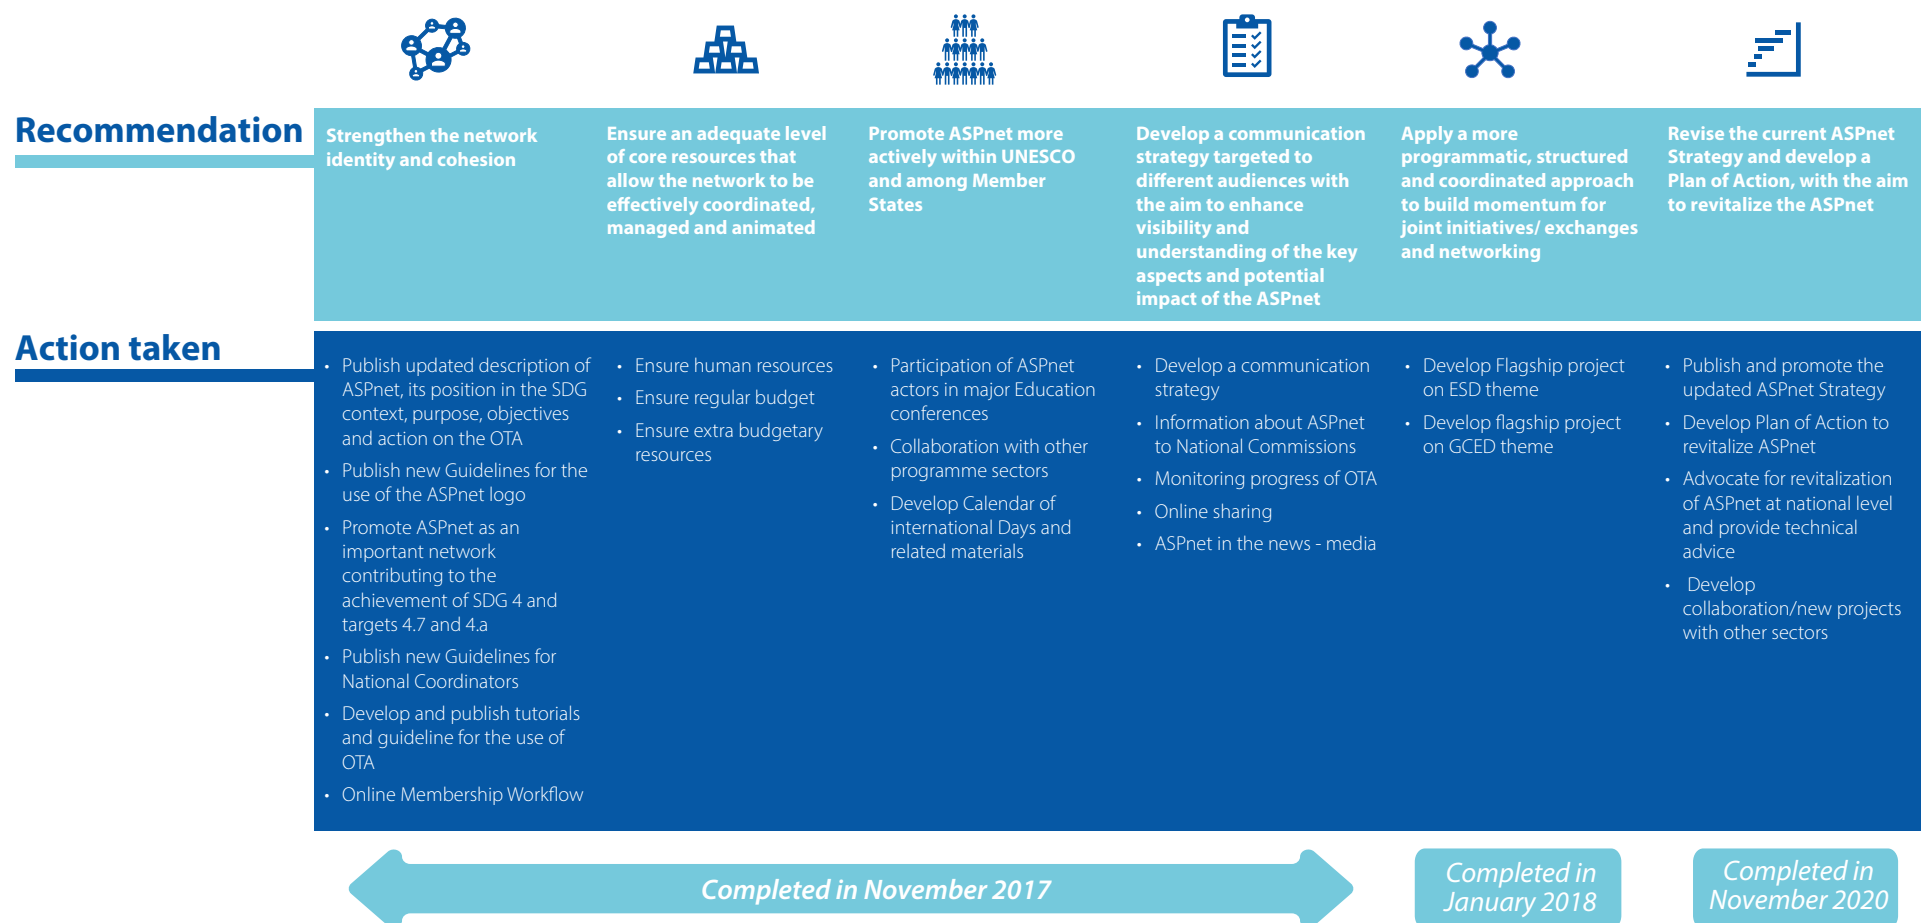 Recommendation
Strengthen the network
identity and cohesion
Ensure an adequate level
of core resources that
allow the network to be
effectively coordinated,
managed and animated
Promote ASPnet more
actively within UNESCO
and among Member
States
Develop a communication
strategy targeted to
different audiences with
the aim to enhance
visibility and
understanding of the key
aspects and potential
impact of the ASPnet
Apply a more
programmatic, structured
and coordinated approach
to build momentum for
joint initiatives/ exchanges
and networking
Revise the current ASPnet
Strategy and develop a
Plan of Action, with the aim
to revitalize the ASPnet
Action taken
• Publish updated description of
ASPnet, its position in the SDG
context, purpose, objectives
and action on the OTA
• Publish new Guidelines for the
use of the ASPnet logo
• Promote ASPnet as an
important network
contributing to the
achievement of SDG 4 and
targets 4.7 and 4.a
• Publish new Guidelines for
National Coordinators
• Develop and publish tutorials
and guideline for the use of
OTA
• Online Membership Workflow
• Ensure human resources
• Ensure regular budget
• Ensure extra budgetary
resources
• Participation of ASPnet
actors in major Education
conferences
• Collaboration with other
programme sectors
• Develop Calendar of
international Days and
related materials
• Develop a communication
strategy
• Information about ASPnet
to National Commissions
• Monitoring progress of OTA
• Online sharing
• ASPnet in the news - media
• Develop Flagship project
on ESD theme
• Develop flagship project
on GCED theme
• Publish and promote the
updated ASPnet Strategy
• Develop Plan of Action to
revitalize ASPnet
• Advocate for revitalization
of ASPnet at national level
and provide technical
advice
• Develop
collaboration/new projects
with other sectors
Completed in November 2017
Completed in
January 2018
Completed in
November 2020